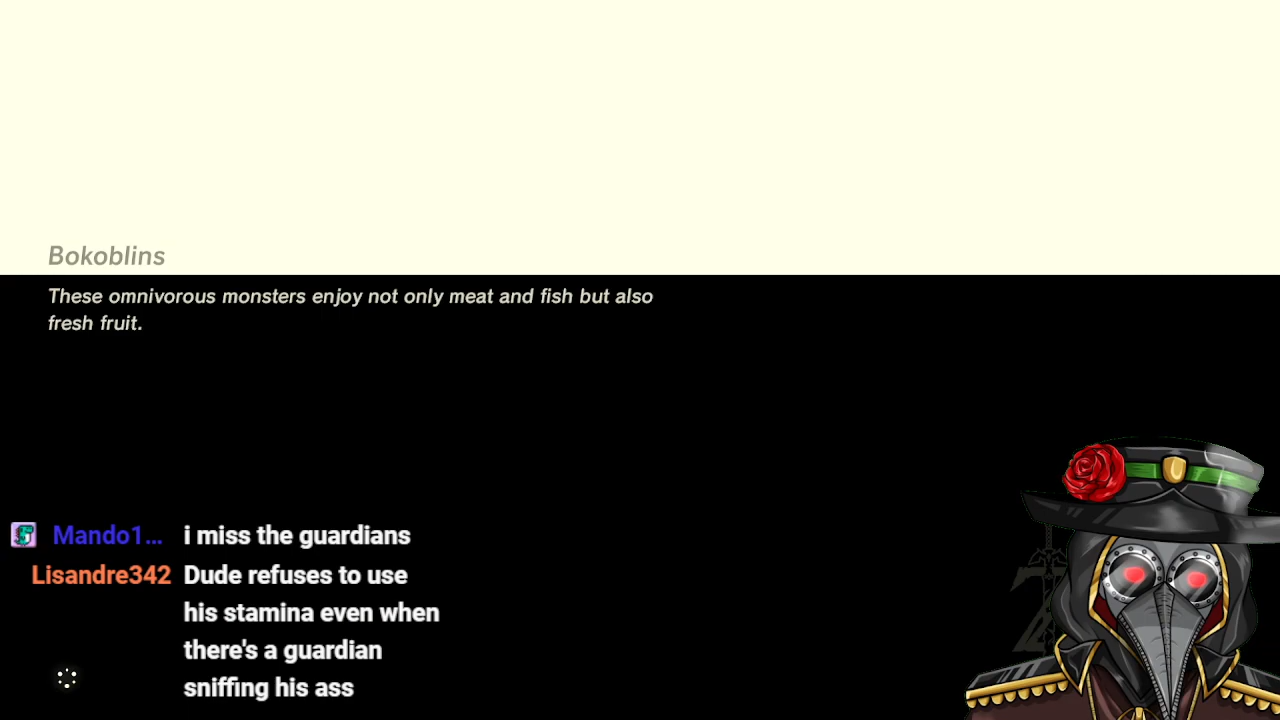 Bokoblins
These omnivorous monsters enjoy not only meat and fish but also
fresh fruit.
Mando1... i miss the guardians
Lisandre342 Dude refuses to use
his stamina even when
there's a guardian
sniffing his ass